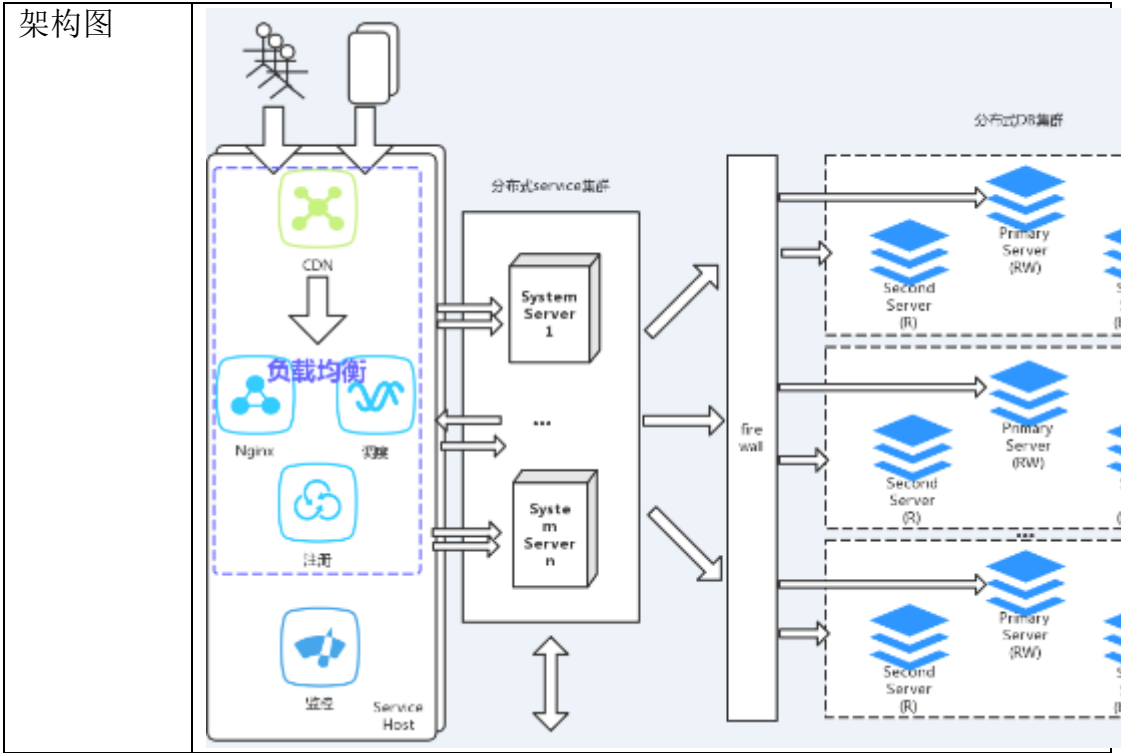 架构图
分布式DB集群
分布式service集群
CDN
负载均衡
Nginx
调度
注册
监控
Service
Host
System
Server
1
...
Syste
m
Server
n
fire
wall
Primary
Server
(RW)
Second
Server
(R)
Primary
Server
(RW)
Second
Server
(R)
...
Primary
Server
(RW)
Second
Server
(R)